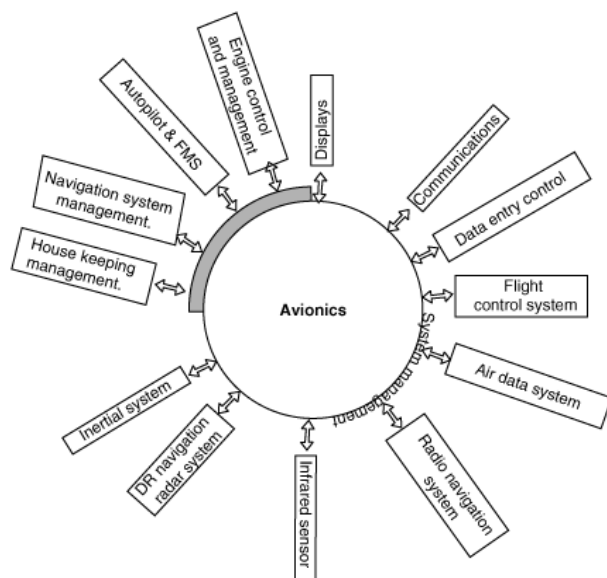 Engine control
and management
Displays
Autopilot & FMS
Communications
Navigation system
management.
Data entry control
House keeping
management.
Flight
control system
Avionics
System management
Air data system
Inertial system
DR navigation
radar system
Infrared sensor
Radio navigation
system